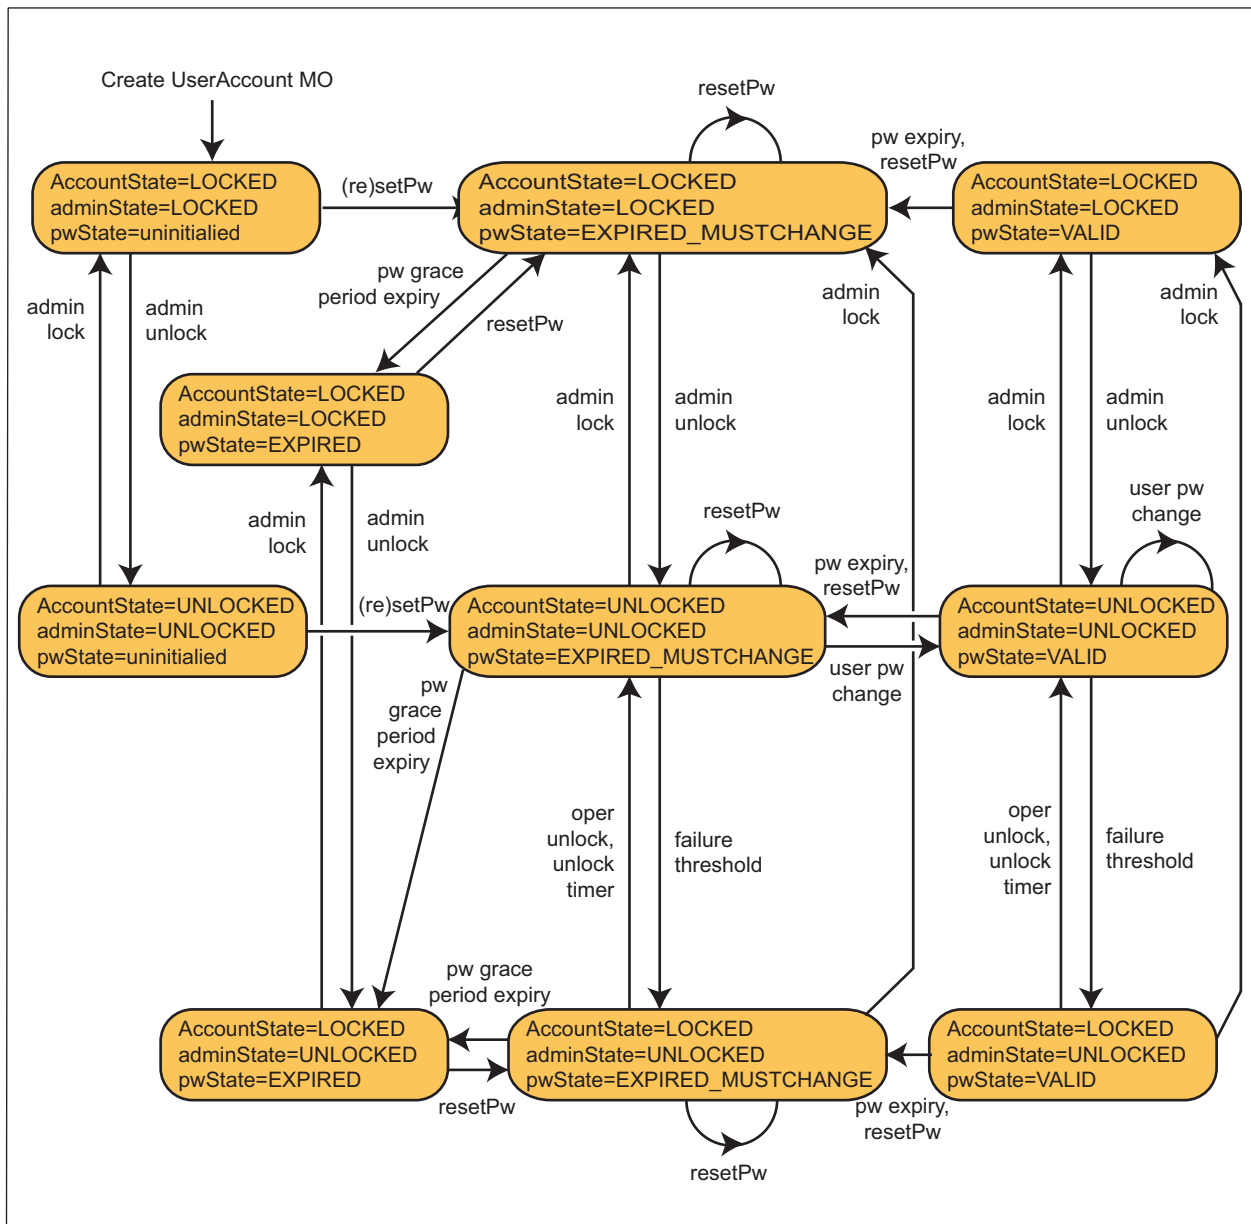 Create UserAccount MO
resetPw
pw expiry,
resetPw
AccountState=LOCKED
adminState=LOCKED
pwState=uninitialied
(re)setPw
AccountState=LOCKED
adminState=LOCKED
pwState=EXPIRED_MUSTCHANGE
AccountState=LOCKED
adminState=LOCKED
pwState=VALID
admin
lock
admin
unlock
pw grace
period expiry
resetPw
admin
lock
admin
lock
AccountState=LOCKED
adminState=LOCKED
pwState=EXPIRED
admin
lock
admin
unlock
admin
lock
admin
unlock
admin
lock
admin
unlock
resetPw
user pw
change
pw expiry,
resetPw
AccountState=UNLOCKED
adminState=UNLOCKED
pwState=uninitialied
(re)setPw
AccountState=UNLOCKED
adminState=UNLOCKED
pwState=EXPIRED_MUSTCHANGE
user pw
change
AccountState=UNLOCKED
adminState=UNLOCKED
pwState=VALID
pw
grace
period
expiry
oper
unlock,
unlock
timer
failure
threshold
oper
unlock,
unlock
timer
failure
threshold
pw grace
period expiry
AccountState=LOCKED
adminState=UNLOCKED
pwState=EXPIRED
resetPw
AccountState=LOCKED
adminState=UNLOCKED
pwState=EXPIRED_MUSTCHANGE
AccountState=LOCKED
adminState=UNLOCKED
pwState=VALID
pw expiry,
resetPw
resetPw